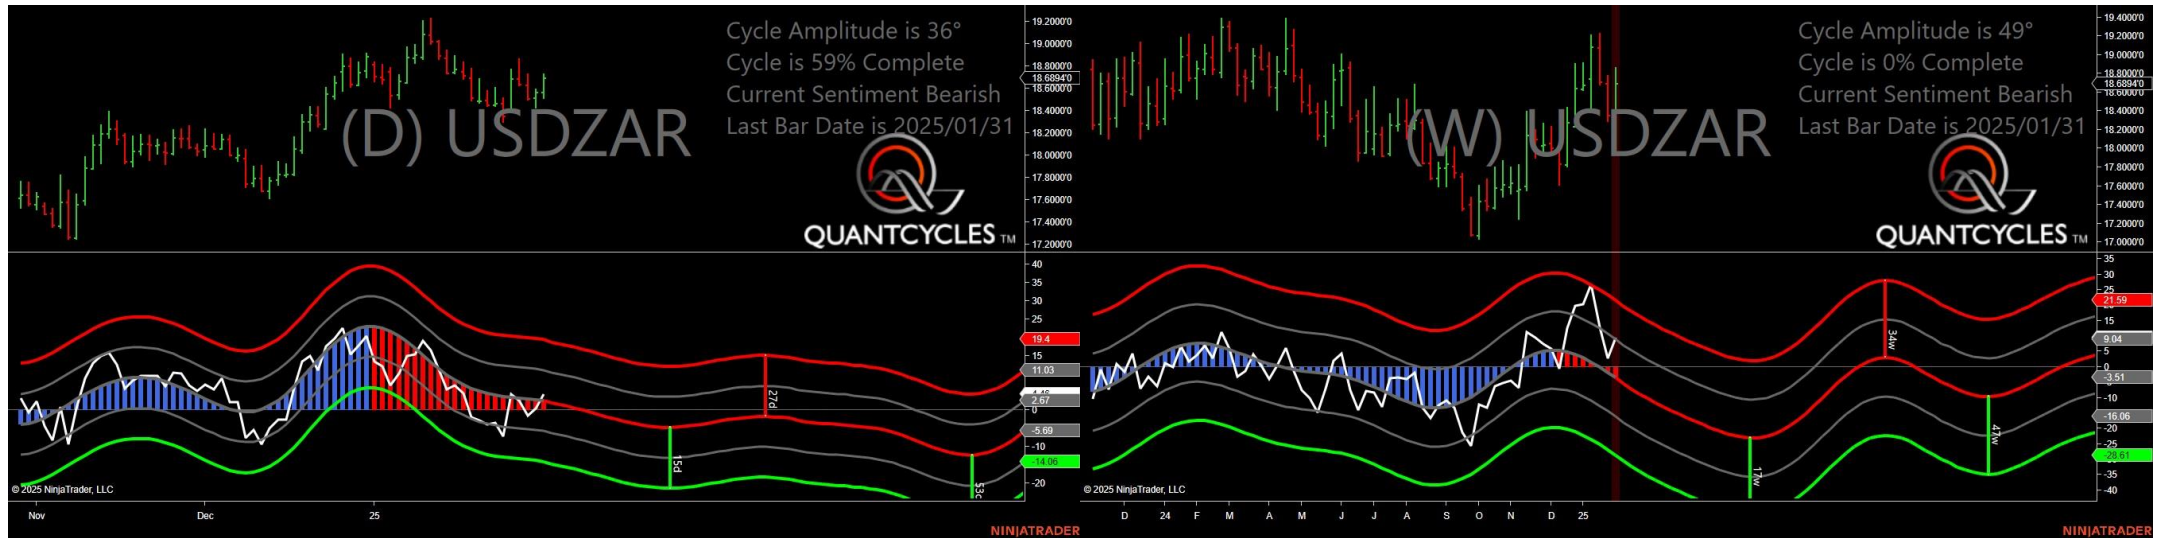 Cycle Amplitude is 36°
Cycle is 59% Complete
Current Sentiment Bearish
Last Bar Date is 2025/01/31
(D) USDZAR
QUANTCYCLES TM
19.2000'0
19.0000'0
18.6894'0
18.6000'0
18.4000'0
18.2000'0
18.0000'0
17.8000'0
17.6000'0
17.4000'0
17.2000'0
40
35
30
25
19.4
15
11.03
2.67
0
-5.69
-10
-14.06
-20
27d
15d
© 2025 NinjaTrader, LLC
Nov
Dec
25
NINJATRADER
Cycle Amplitude is 49°
Cycle is 0% Complete
Current Sentiment Bearish
Last Bar Date is 2025/01/31
(W) USDZAR
QUANTCYCLES TM
19.4000'0
19.2000'0
19.0000'0
18.8000'0
18.6894'0
18.4000'0
18.2000'0
18.0000'0
17.8000'0
17.6000'0
17.4000'0
17.2000'0
17.0000'0
35
30
25
21.59
15
9.04
5
0
-3.51
-10
-16.06
-20
-25
-28.61
-35
-40
34w
17w
47w
© 2025 NinjaTrader, LLC
D
24
F
M
A
M
J
J
A
S
O
N
D
25
NINJATRADER